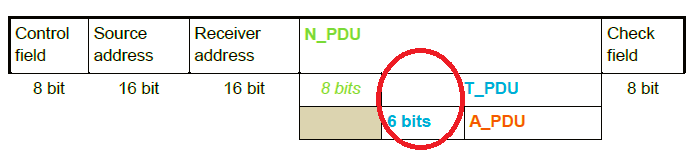 Control field
Source address
Receiver address
N_PDU
Check field
8 bit
16 bit
16 bit
8 bits
T_PDU
8 bit
6 bits
A_PDU